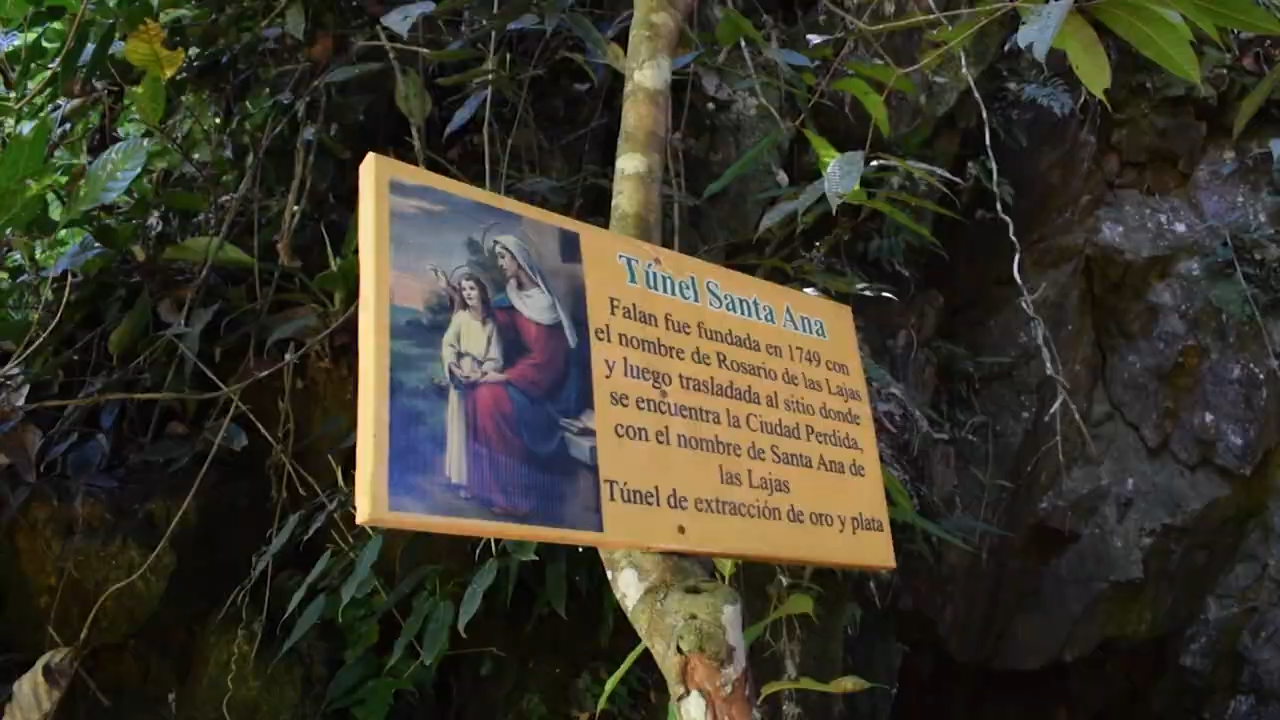 Túnel Santa Ana
Falan fue fundada en 1749 con
el nombre de Rosario de las Lajas
y luego trasladada al sitio donde
se encuentra la Ciudad Perdida,
con el nombre de Santa Ana de
las Lajas
Túnel de extracción de oro y plata